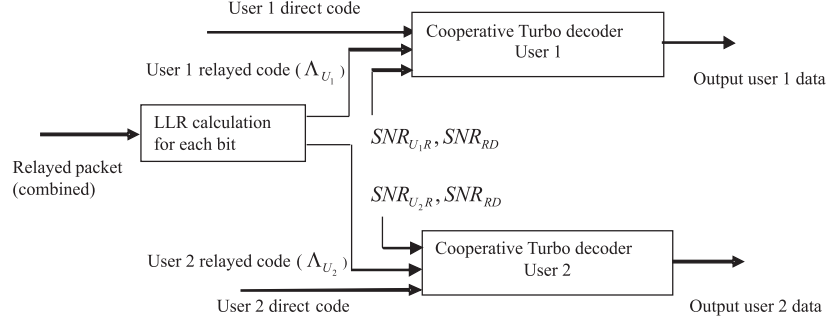 User 1 direct code
Cooperative Turbo decoder
User 1
User 1 relayed code (Λ_{U_1})
Output user 1 data
LLR calculation
for each bit
SNR_{U_1R}, SNR_{RD}
Relayed packet
(combined)
SNR_{U_2R}, SNR_{RD}
Cooperative Turbo decoder
User 2
User 2 relayed code (Λ_{U_2})
User 2 direct code
Output user 2 data